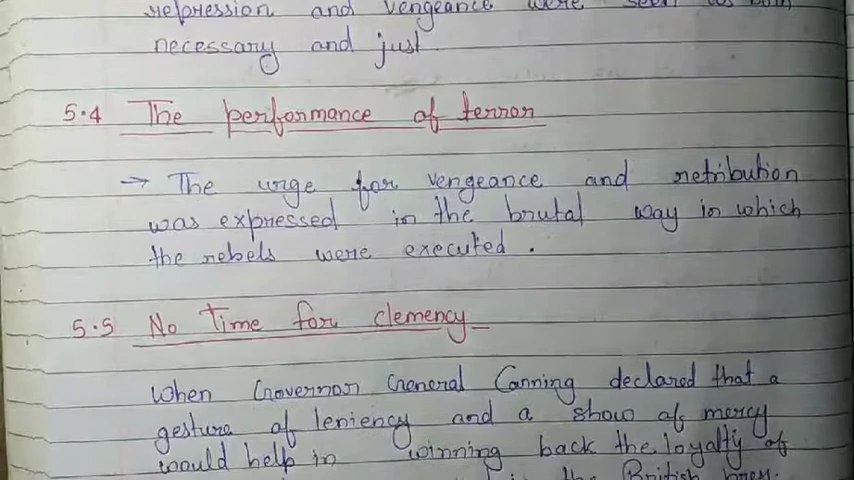 repression and vengeance were seen as both
necessary and just
5.4 The performance of terror
→ The urge for vengeance and retribution
was expressed in the brutal way in which
the rebels were executed.
5.5 No Time for clemency
When Governor General Canning declared that a
gesture of leniency and a show of mercy
would help in winning back the loyalty of
the British press.